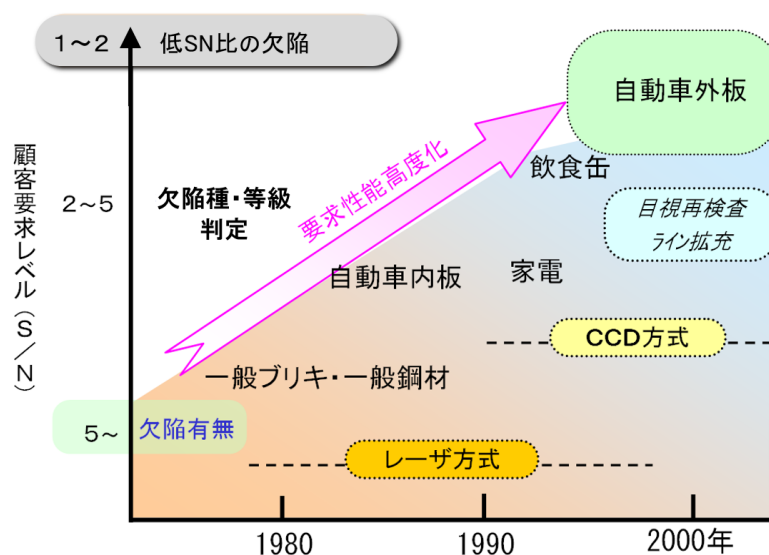 1～2 低SN比の欠陥
自動車外板
飲食缶
要求性能高度化
欠陥種・等級
判定
2～5
目視再検査
ライン拡充
自動車内板
家電
CCD方式
一般ブリキ・一般鋼材
5～ 欠陥有無
レーザ方式
顧客要求レベル(S／N)
1980
1990
2000年